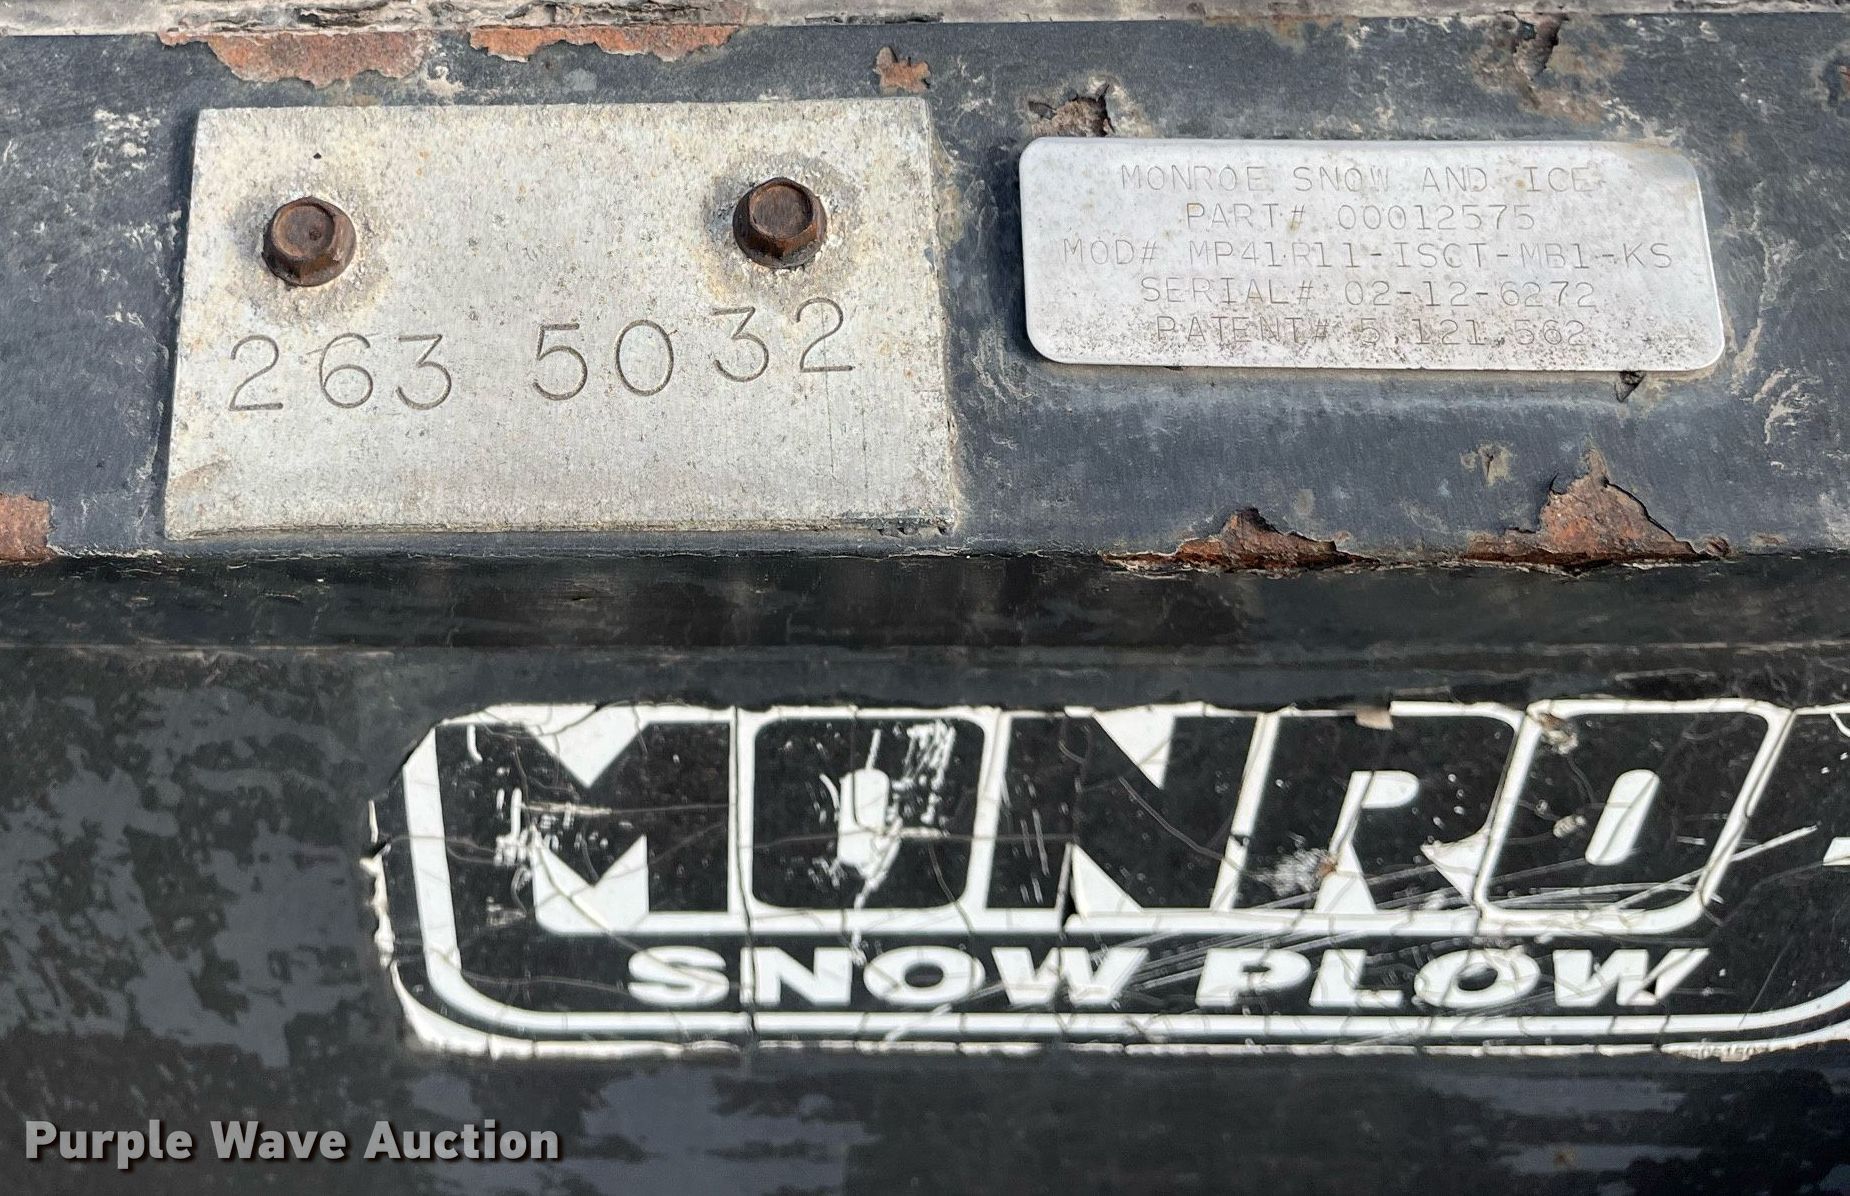 263 5032
MONROE SNOW AND ICE
PART# 00012575
MOD# MP41R11-ISCT-MB1-KS
SERIAL# 02-12-6272
PATENT# 5,121,562
MONRO
SNOW PLOW
Purple Wave Auction